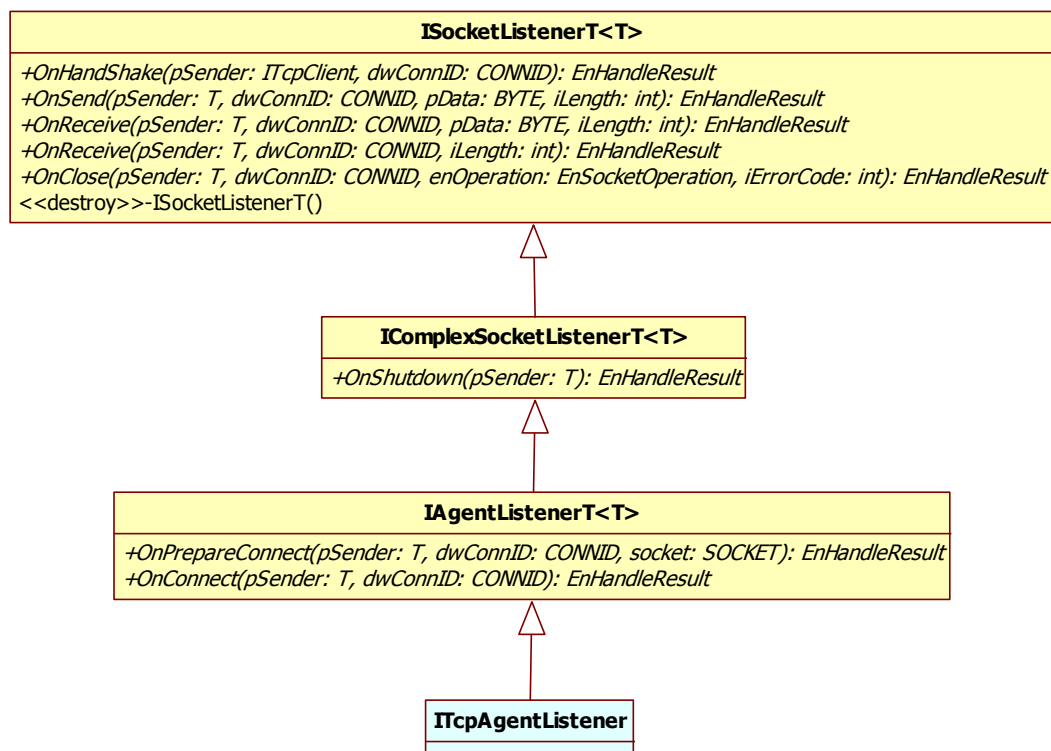 ISocketListenerT<T>
+OnHandShake(pSender: ITcpClient, dwConnID: CONNID): EnHandleResult
+OnSend(pSender: T, dwConnID: CONNID, pData: BYTE, iLength: int): EnHandleResult
+OnReceive(pSender: T, dwConnID: CONNID, pData: BYTE, iLength: int): EnHandleResult
+OnReceive(pSender: T, dwConnID: CONNID, iLength: int): EnHandleResult
+OnClose(pSender: T, dwConnID: CONNID, enOperation: EnSocketOperation, iErrorCode: int): EnHandleResult
<<destroy>>-ISocketListenerT()
IComplexSocketListenerT<T>
+OnShutdown(pSender: T): EnHandleResult
IAgentListenerT<T>
+OnPrepareConnect(pSender: T, dwConnID: CONNID, socket: SOCKET): EnHandleResult
+OnConnect(pSender: T, dwConnID: CONNID): EnHandleResult
ITcpAgentListener